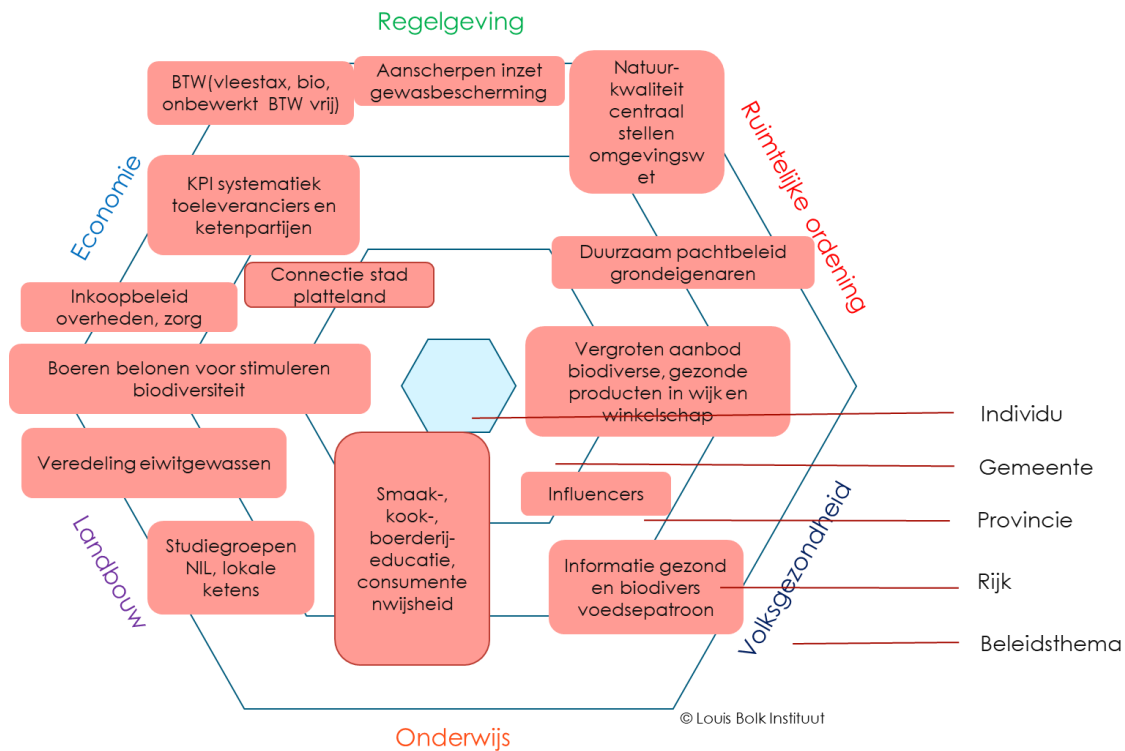 Regelgeving
BTW(vleestax, bio,
onbewerkt BTW vrij)
Aanscherpen inzet
gewasbescherming
Natuur-
kwaliteit
centraal
stellen
omgevingsw
et
Ruimtelijke ordening
Economie
KPI systematiek
toeleveranciers en
ketenpartijen
Connectie stad
platteland
Duurzaam pachtbeleid
grondeigenaren
Inkoopbeleid
overheden, zorg
Boeren belonen voor stimuleren
biodiversiteit
Vergroten aanbod
biodiverse, gezonde
producten in wijk en
winkelschap
Individu
Veredeling eiwitgewassen
Gemeente
Smaak-,
kook-,
boerderij-
educatie,
consumente
nwijsheid
Influencers
Provincie
Landbouw
Studiegroepen
NIL, lokale
ketens
Informatie gezond
en biodivers
voedsepatroon
Volksgezondheid
Rijk
Beleidsthema
© Louis Bolk Instituut
Onderwijs